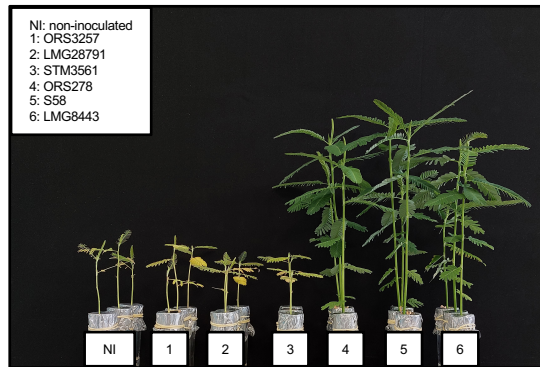 NI: non-inoculated
1: ORS3257
2: LMG28791
3: STM3561
4: ORS278
5: S58
6: LMG8443
NI
1
2
3
4
5
6